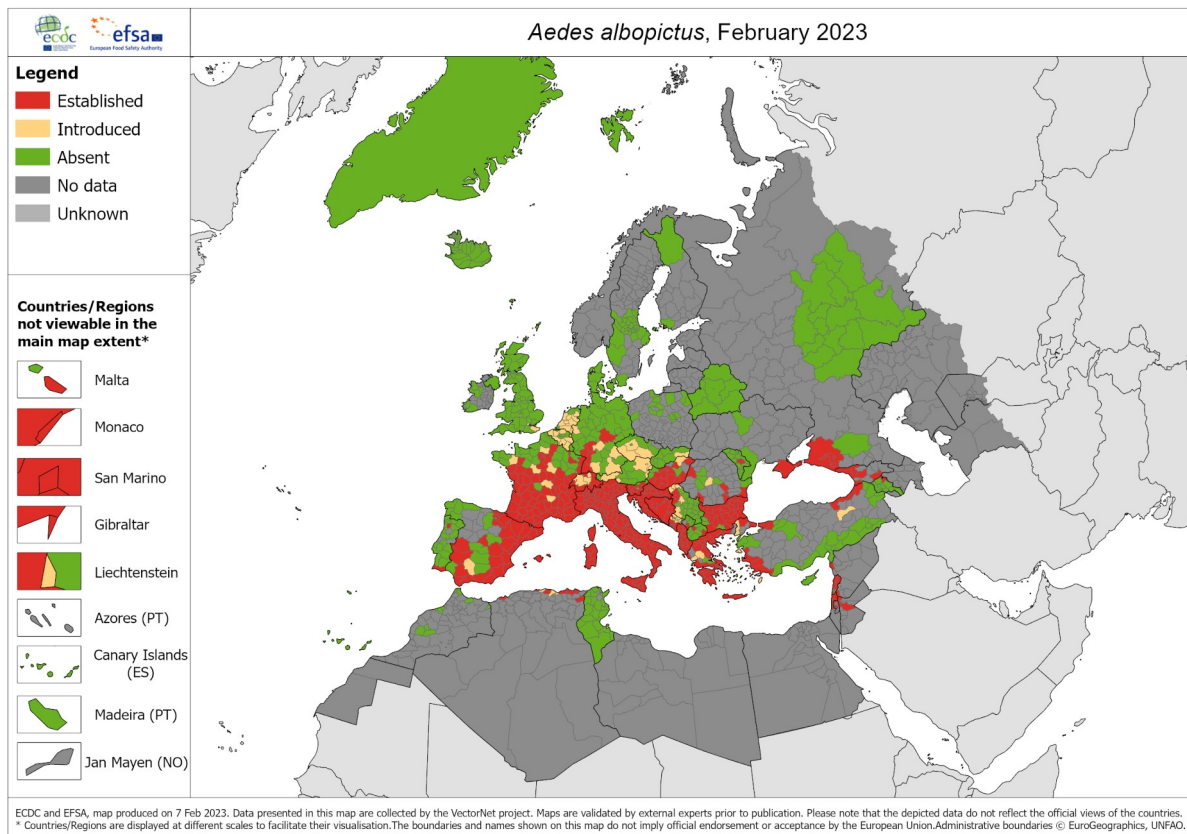 ecdc
efsa
European Food Safety Authority
Aedes albopictus, February 2023
Legend
Established
Introduced
Absent
No data
Unknown
Countries/Regions
not viewable in the
main map extent*
Malta
Monaco
San Marino
Gibraltar
Liechtenstein
Azores (PT)
Canary Islands
(ES)
Madeira (PT)
Jan Mayen (NO)
ECDC and EFSA, map produced on 7 Feb 2023. Data presented in this map are collected by the VectorNet project. Maps are validated by external experts prior to publication. Please note that the depicted data do not reflect the official views of the countries.
* Countries/Regions are displayed at different scales to facilitate their visualisation.The boundaries and names shown on this map do not imply official endorsement or acceptance by the European Union.Administrative boundaries © EuroGeographics, UNFAO.